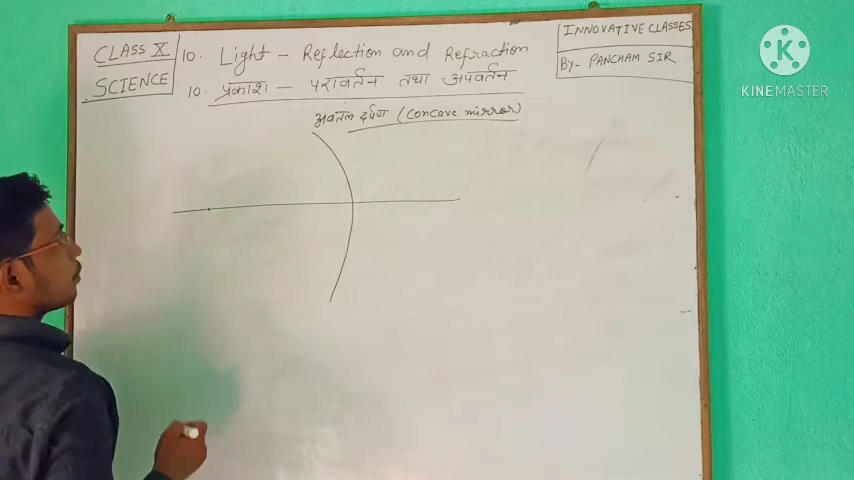 CLASS X
SCIENCE
10. Light - Reflection and Refraction
10. प्रकाश - परावर्तन तथा अपवर्तन
अवतल दर्पण (concave mirror)
INNOVATIVE CLASSES
By- PANCHAM SIR
K
KINEMASTER